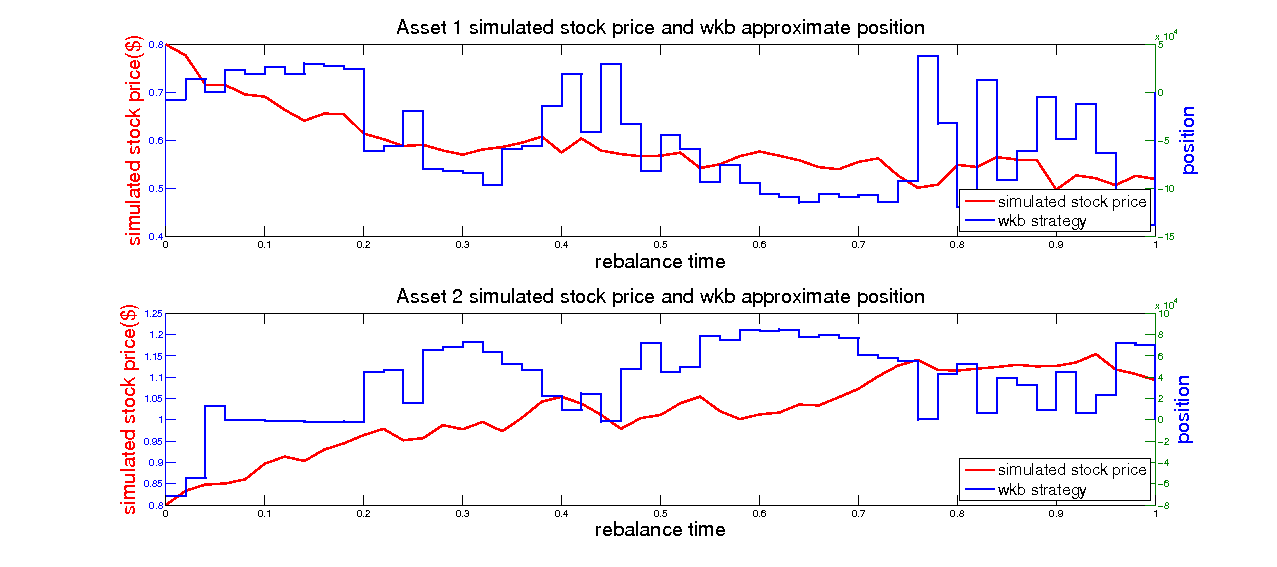 Asset 1 simulated stock price and wkb approximate position
x 10^4
simulated stock price($)
0.8
0.7
0.6
0.5
0.4
5
0
−5
−10
−15
position
simulated stock price
wkb strategy
0 0.1 0.2 0.3 0.4 0.5 0.6 0.7 0.8 0.9 1
rebalance time
Asset 2 simulated stock price and wkb approximate position
x 10^4
simulated stock price($)
1.25
1.2
1.15
1.1
1.05
1
0.95
0.9
0.85
0.8
10
8
6
4
2
0
−2
−4
−6
−8
position
simulated stock price
wkb strategy
0 0.1 0.2 0.3 0.4 0.5 0.6 0.7 0.8 0.9 1
rebalance time